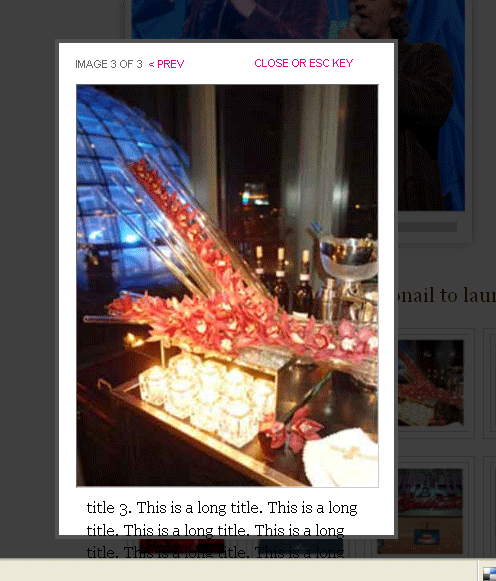 IMAGE 3 OF 3 < PREV
CLOSE OR ESC KEY
nail to lau
title 3. This is a long title. This is a long
title. This is a long title. This is a long
title. This is a long title. This is a long